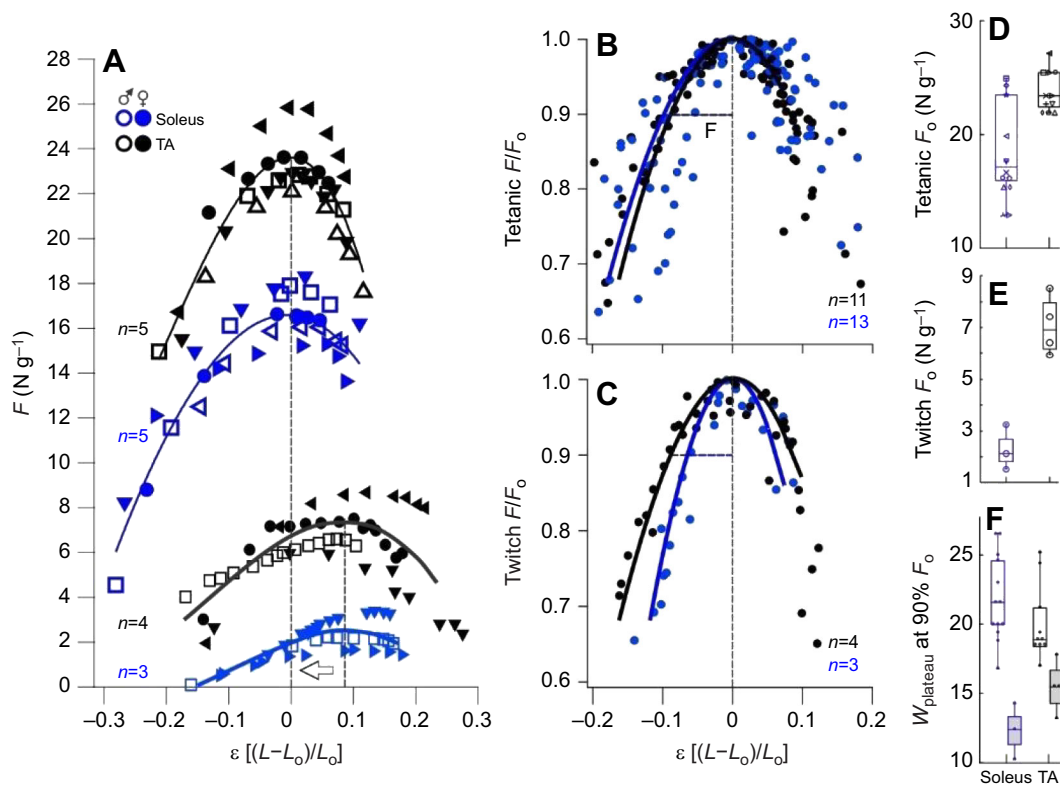 A
28
26
24
22
20
18
16
14
12
10
8
6
4
2
0
F (N g⁻¹)
♂ ♀
Soleus
TA
n=5
n=5
n=4
n=3
−0.3
−0.2
−0.1
0
0.1
0.2
0.3
ε [(L−Lₒ)/Lₒ]
B
1.0
0.9
0.8
0.7
0.6
Tetanic F/Fₒ
F
n=11
n=13
C
1.0
0.9
0.8
0.7
0.6
Twitch F/Fₒ
n=4
n=3
−0.2
−0.1
0
0.1
0.2
ε [(L−Lₒ)/Lₒ]
D
30
20
10
Tetanic Fₒ (N g⁻¹)
E
9
7
5
3
1
Twitch Fₒ (N g⁻¹)
F
25
20
15
10
Wplateau at 90% Fₒ
Soleus TA